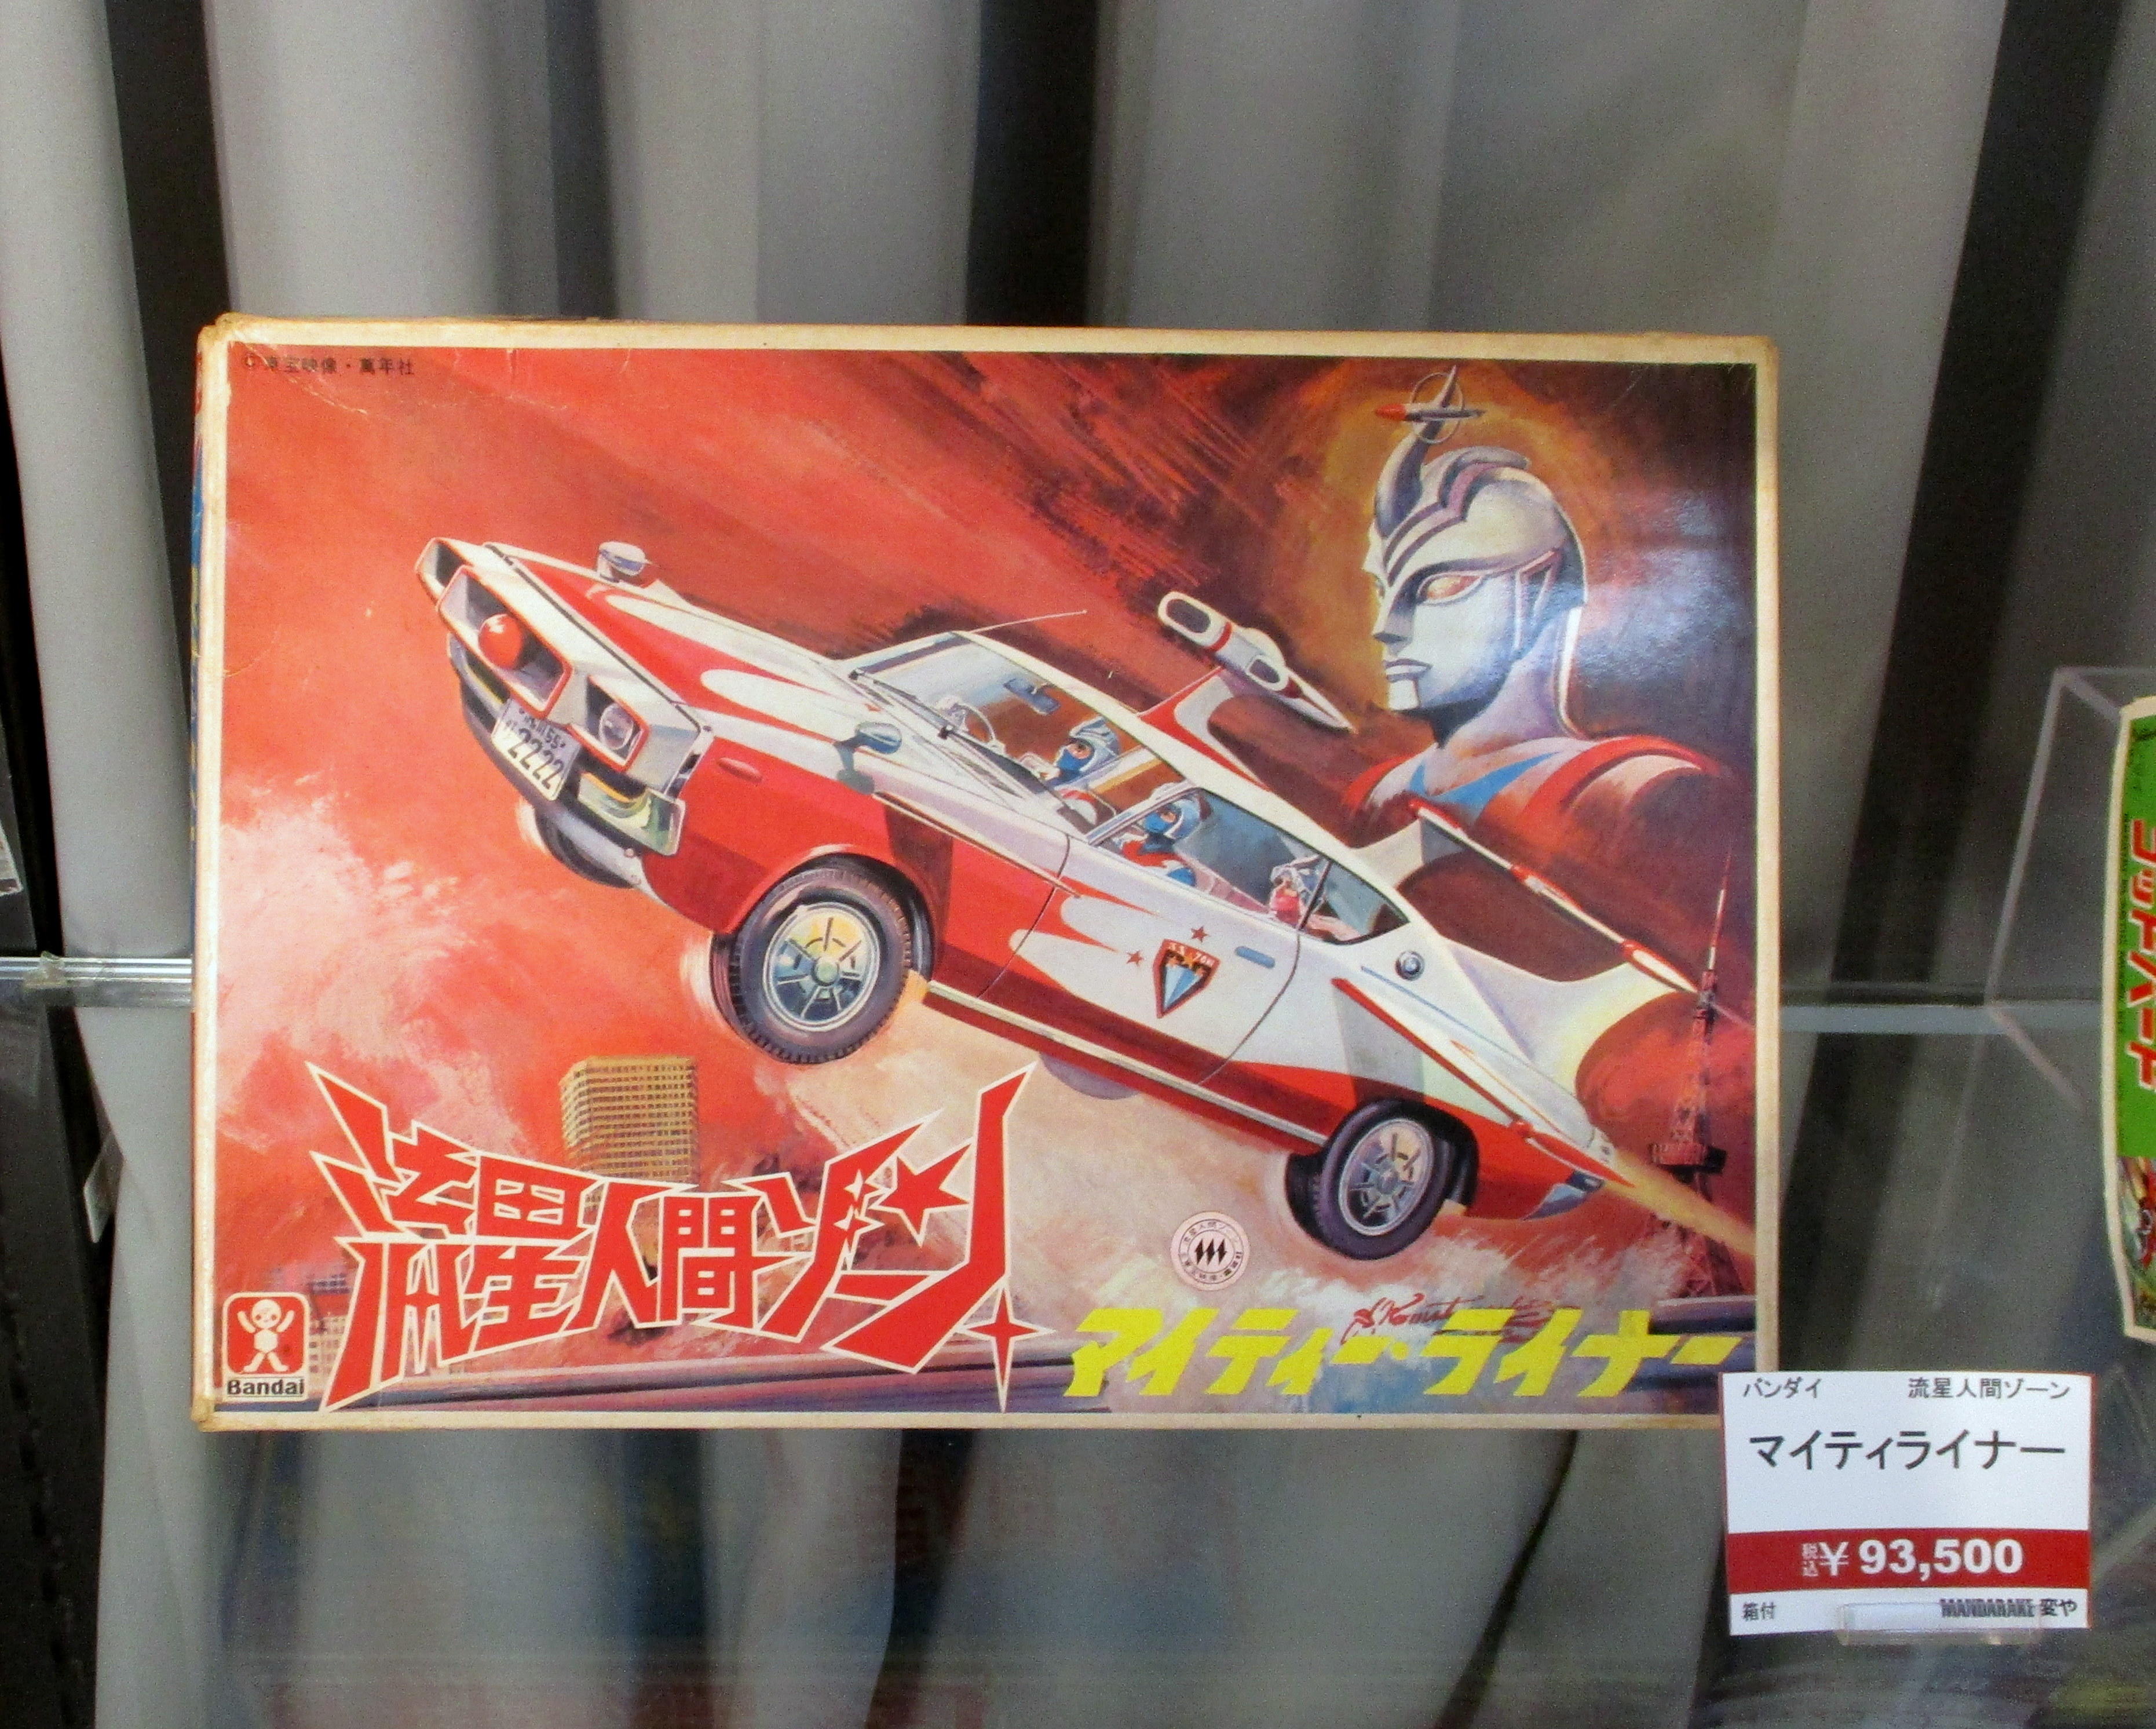 ©東宝映像・萬年社
55
2222
流星人間ゾーン
マイティー・ライナー
Bandai
バンダイ 流星人間ゾーン
マイティライナー
税込 ¥93,500
箱付 MANDARAKE 変や